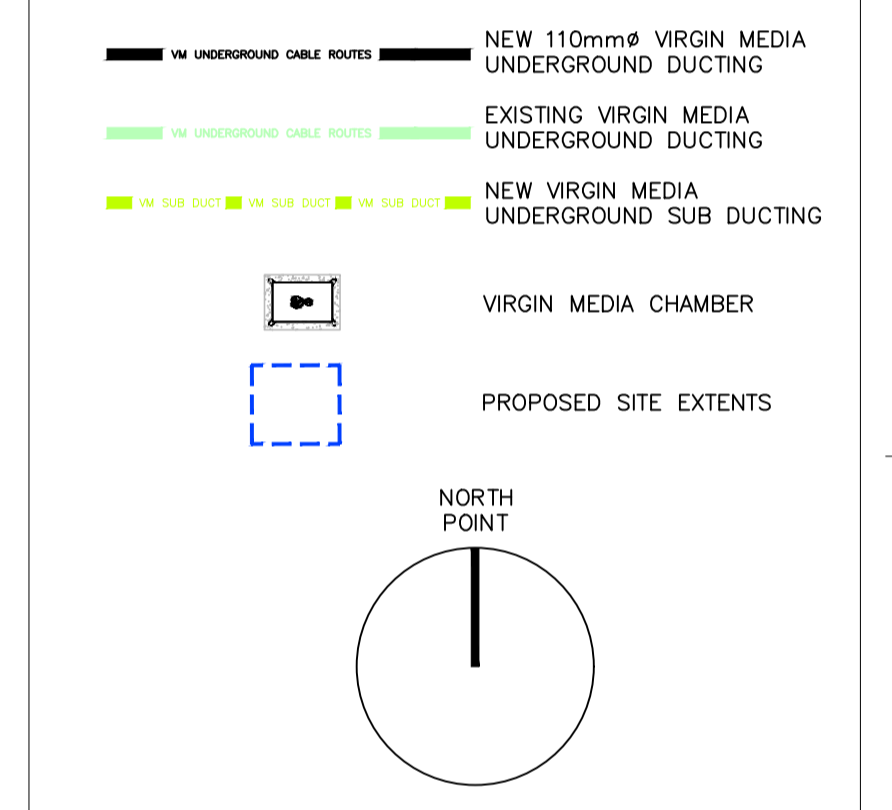 VM UNDERGROUND CABLE ROUTES
NEW 110mmø VIRGIN MEDIA
UNDERGROUND DUCTING
VM UNDERGROUND CABLE ROUTES
EXISTING VIRGIN MEDIA
UNDERGROUND DUCTING
VM SUB DUCT VM SUB DUCT VM SUB DUCT
NEW VIRGIN MEDIA
UNDERGROUND SUB DUCTING
VIRGIN MEDIA CHAMBER
PROPOSED SITE EXTENTS
NORTH
POINT